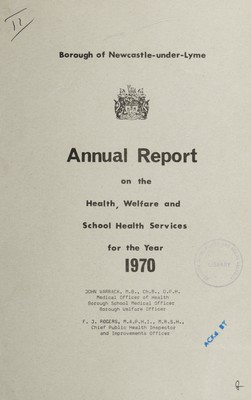 11
Borough of Newcastle-under-Lyme
Annual Report
on the
Health, Welfare and
School Health Services
for the Year
1970
JOHN WARRACK, M.B., Ch.B., D.P.H.
Medical Officer of Health
Borough School Medical Officer
Borough Welfare Officer
F. J. ROGERS, M.A.P.H.I., M.R.S.H.,
Chief Public Health Inspector
and Improvements Officer